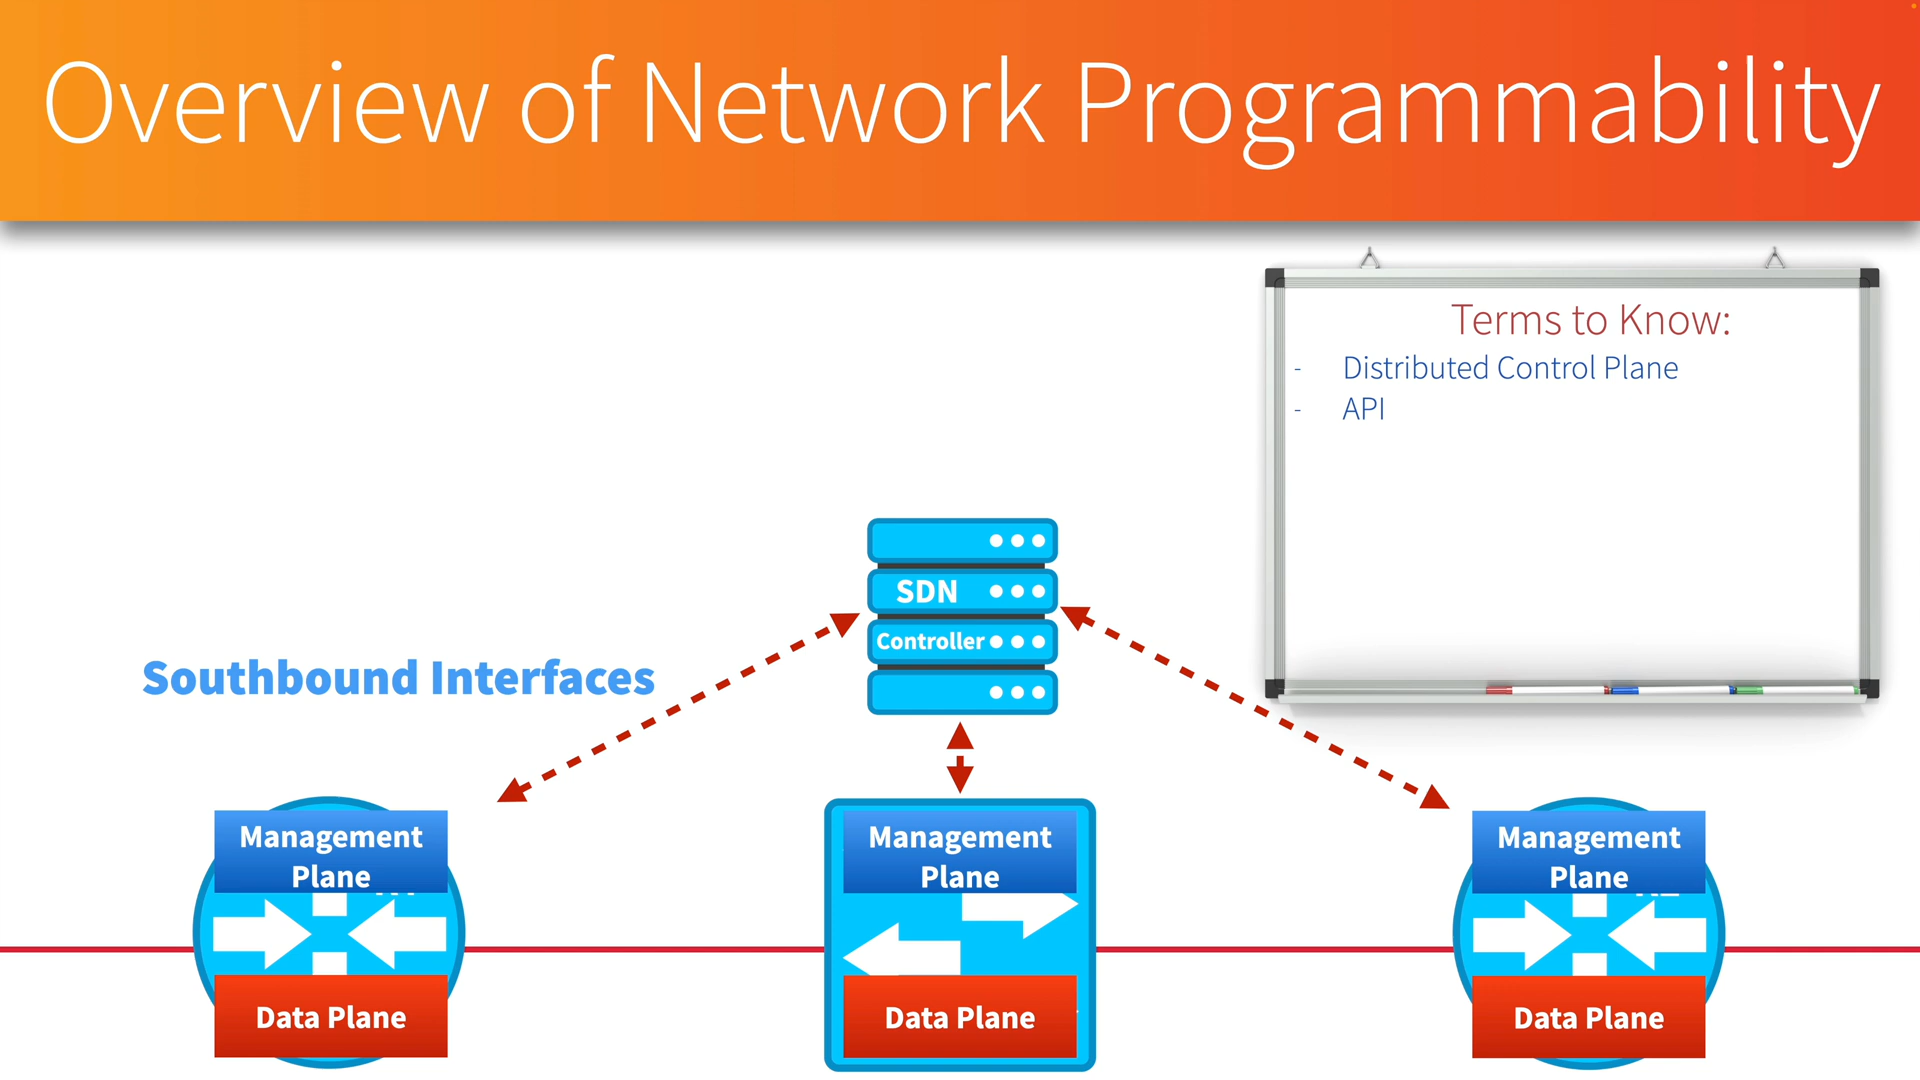 Overview of Network Programmability
Terms to Know:
- Distributed Control Plane
- API
SDN
Controller
Southbound Interfaces
Management
Plane
Data Plane
Management
Plane
Data Plane
Management
Plane
Data Plane